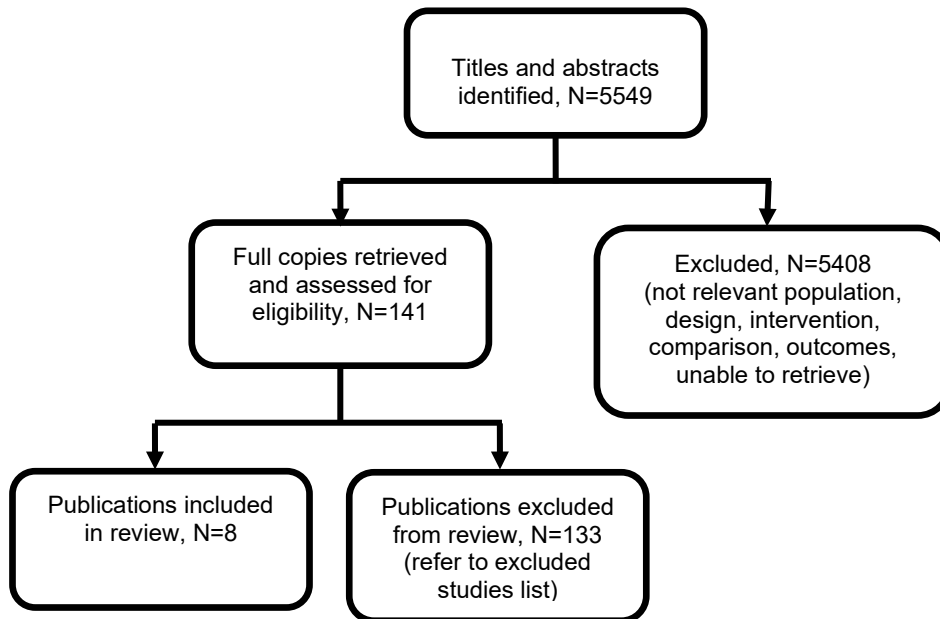 Titles and abstracts
identified, N=5549
Full copies retrieved
and assessed for
eligibility, N=141
Excluded, N=5408
(not relevant population,
design, intervention,
comparison, outcomes,
unable to retrieve)
Publications included
in review, N=8
Publications excluded
from review, N=133
(refer to excluded
studies list)